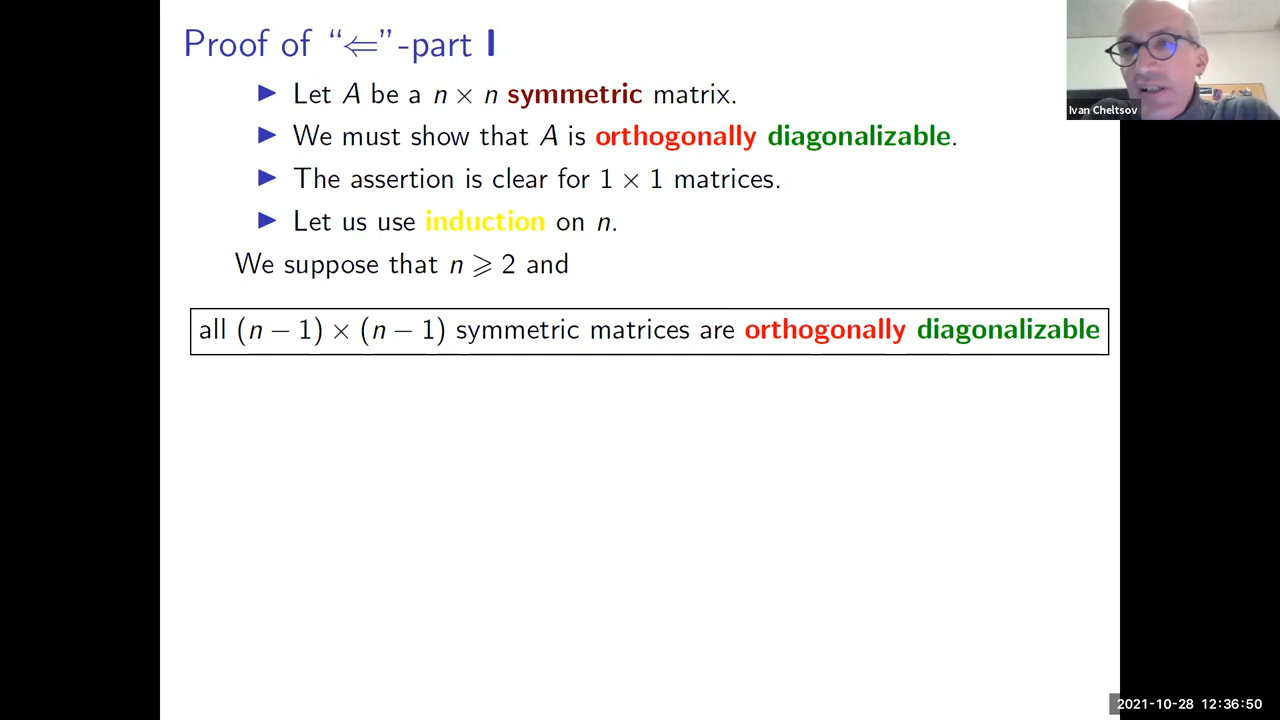 Proof of “⇐”-part I
▶ Let A be a n × n symmetric matrix.
▶ We must show that A is orthogonally diagonalizable.
▶ The assertion is clear for 1 × 1 matrices.
▶ Let us use induction on n.
We suppose that n ⩾ 2 and
all (n − 1) × (n − 1) symmetric matrices are orthogonally diagonalizable
Ivan Cheltsov
2021-10-28 12:36:50